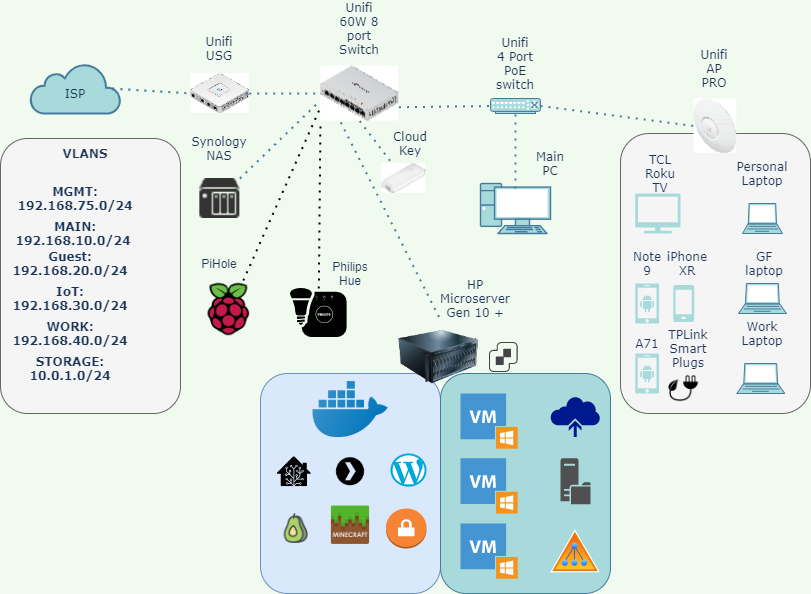 Unifi
60W 8
port
Switch
Unifi
USG
Unifi
4 Port
PoE
switch
Unifi
AP
PRO
ISP
VLANS
MGMT:
192.168.75.0/24
MAIN:
192.168.10.0/24
Guest:
192.168.20.0/24
IoT:
192.168.30.0/24
WORK:
192.168.40.0/24
STORAGE:
10.0.1.0/24
Synology
NAS
Cloud
Key
Main
PC
PiHole
Philips
Hue
PHILIPS
HP
Microserver
Gen 10 +
TCL
Roku
TV
Personal
Laptop
Note
9
iPhone
XR
GF
laptop
A71
TPLink
Smart
Plugs
Work
Laptop
MINECRAFT
VM
VM
VM